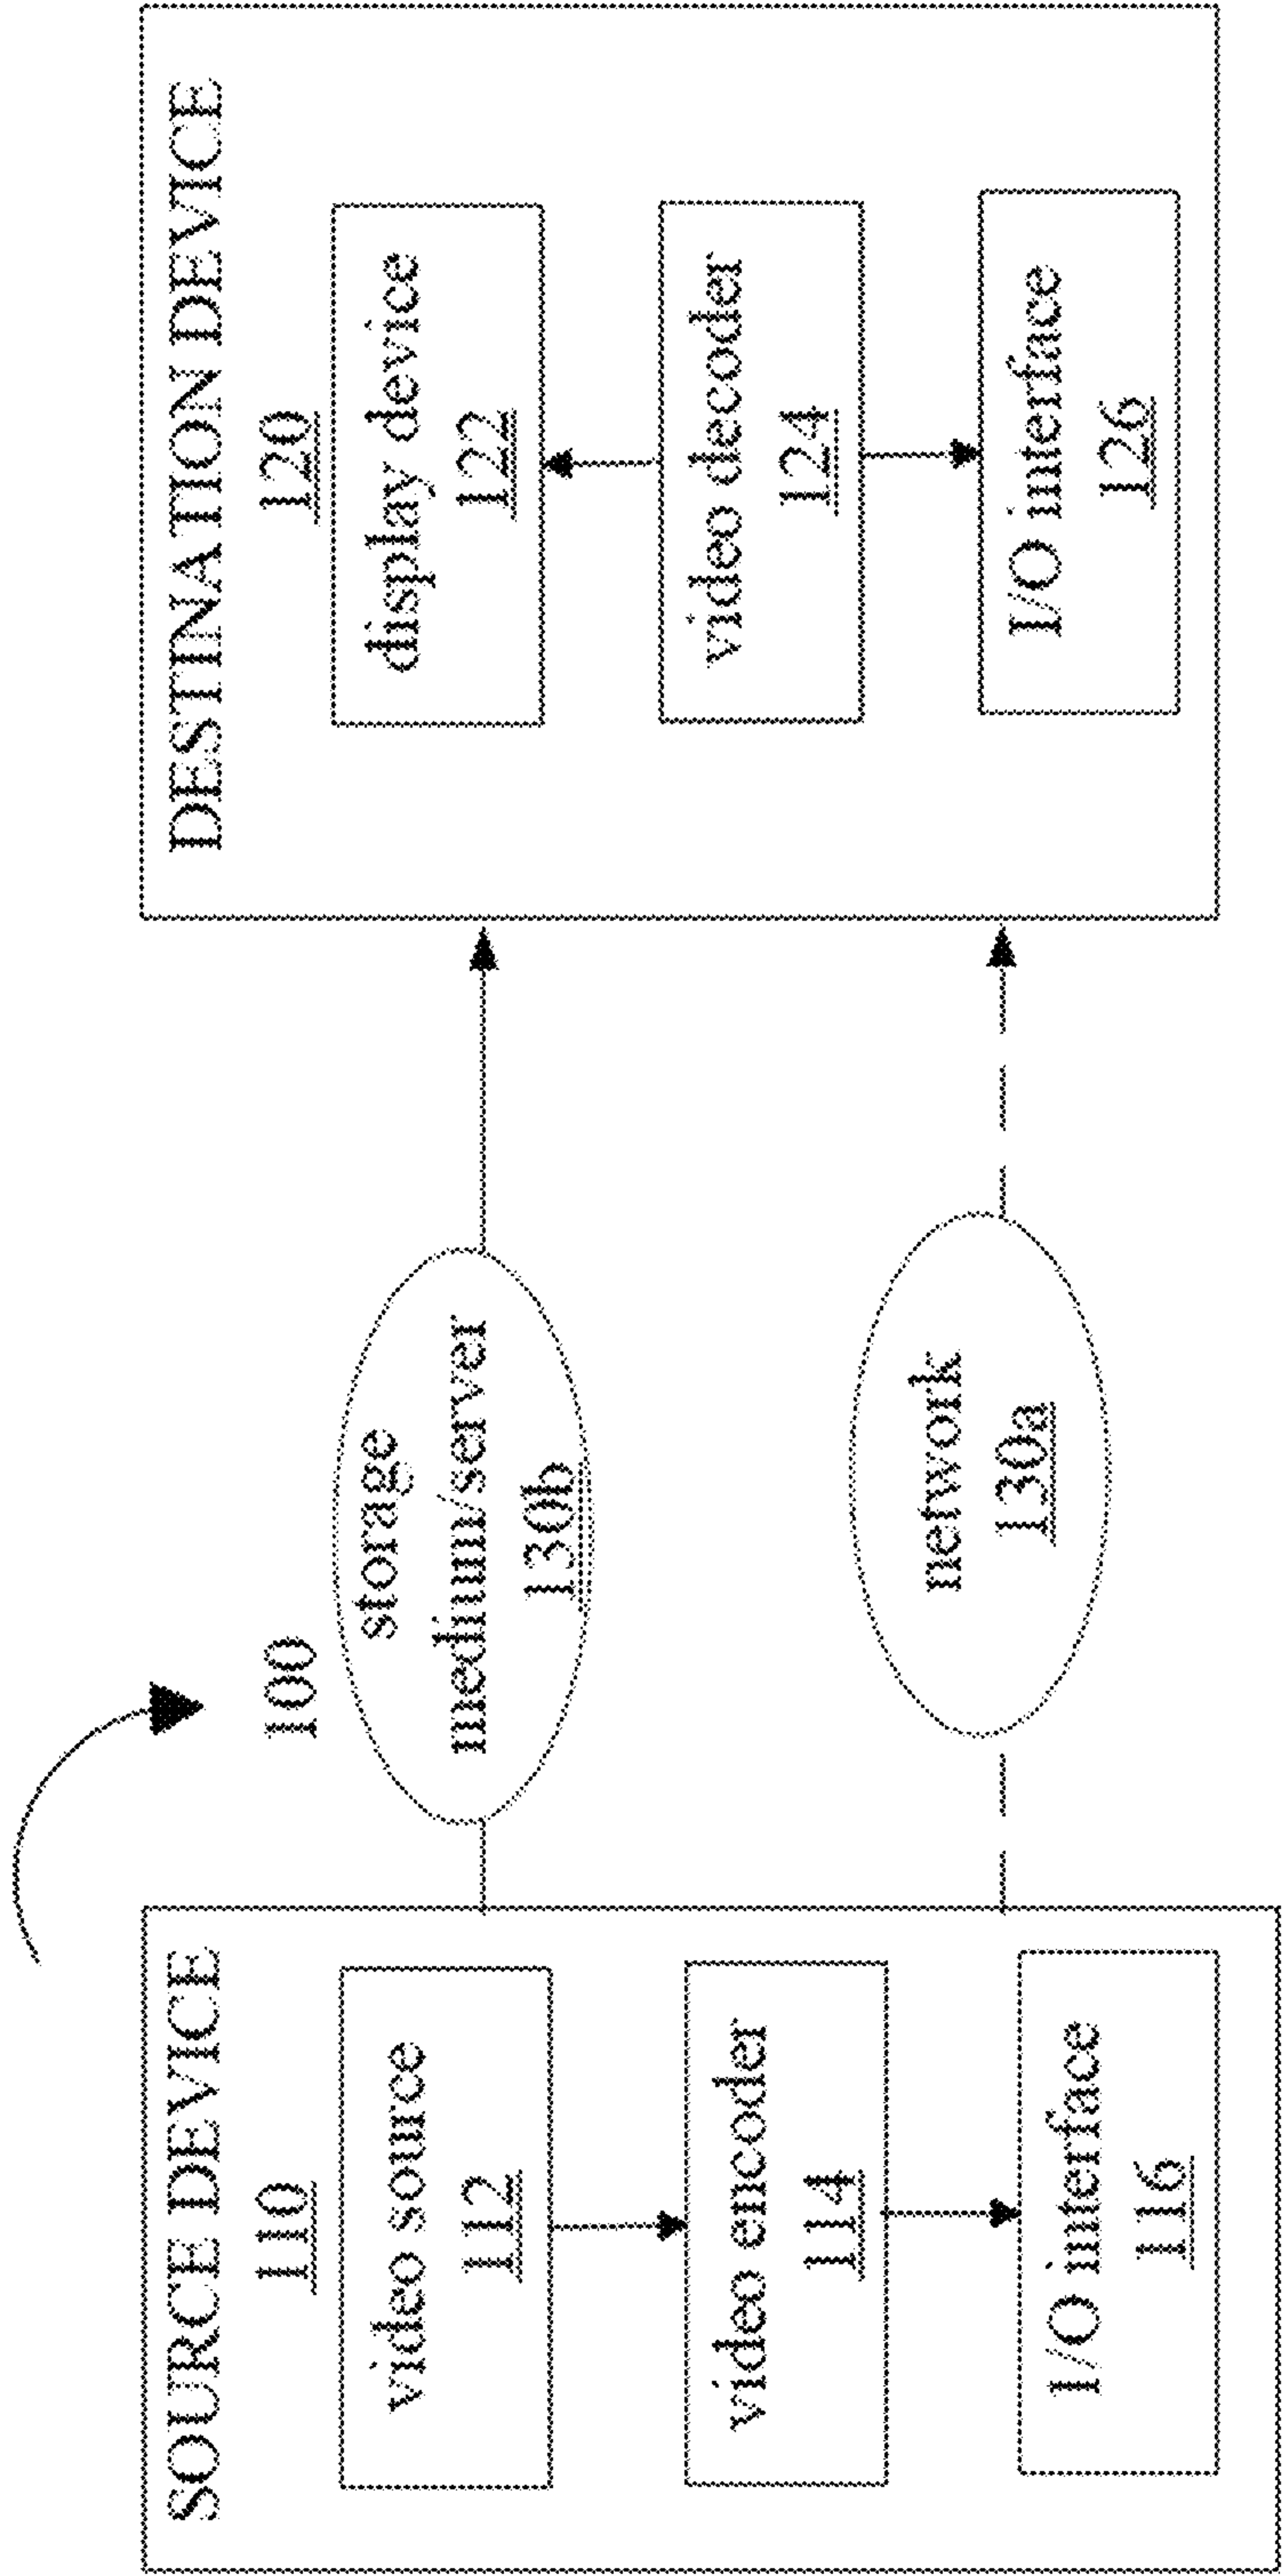 100
SOURCE DEVICE
110
video source
112
video encoder
114
I/O interface
116
storage
medium/server
130b
network
130a
DESTINATION DEVICE
120
display device
122
video decoder
124
I/O interface
126